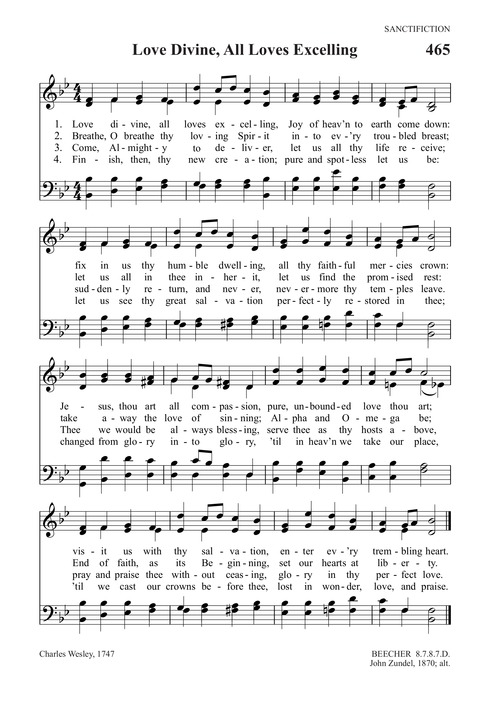 SANCTIFICTION
Love Divine, All Loves Excelling 465
1. Love di - vine, all loves ex - cel - ling, Joy of heav'n to earth come down:
2. Breathe, O breathe thy lov - ing Spir - it in - to ev - 'ry trou - bled breast;
3. Come, Al - might - y to de - liv - er, let us all thy life re - ceive;
4. Fin - ish, then, thy new cre - a - tion; pure and spot - less let us be:
fix in us thy hum - ble dwell - ing, all thy faith - ful mer - cies crown:
let us all in thee in - her - it, let us find the prom - ised rest:
sud - den - ly re - turn, and nev - er, nev - er - more thy tem - ples leave.
let us see thy great sal - va - tion per - fect - ly re - stored in thee;
Je - sus, thou art all com - pas - sion, pure, un - bound - ed love thou art;
take a - way the love of sin - ning; Al - pha and O - me - ga be;
Thee we would be al - ways bless - ing, serve thee as thy hosts a - bove,
changed from glo - ry in - to glo - ry, 'til in heav'n we take our place,
vis - it us with thy sal - va - tion, en - ter ev - 'ry trem - bling heart.
End of faith, as its Be - gin - ning, set our hearts at lib - er - ty.
pray and praise thee with - out ceas - ing, glo - ry in thy per - fect love.
'til we cast our crowns be - fore thee, lost in won - der, love, and praise.
Charles Wesley, 1747 BEECHER 8.7.8.7.D.
John Zundel, 1870; alt.